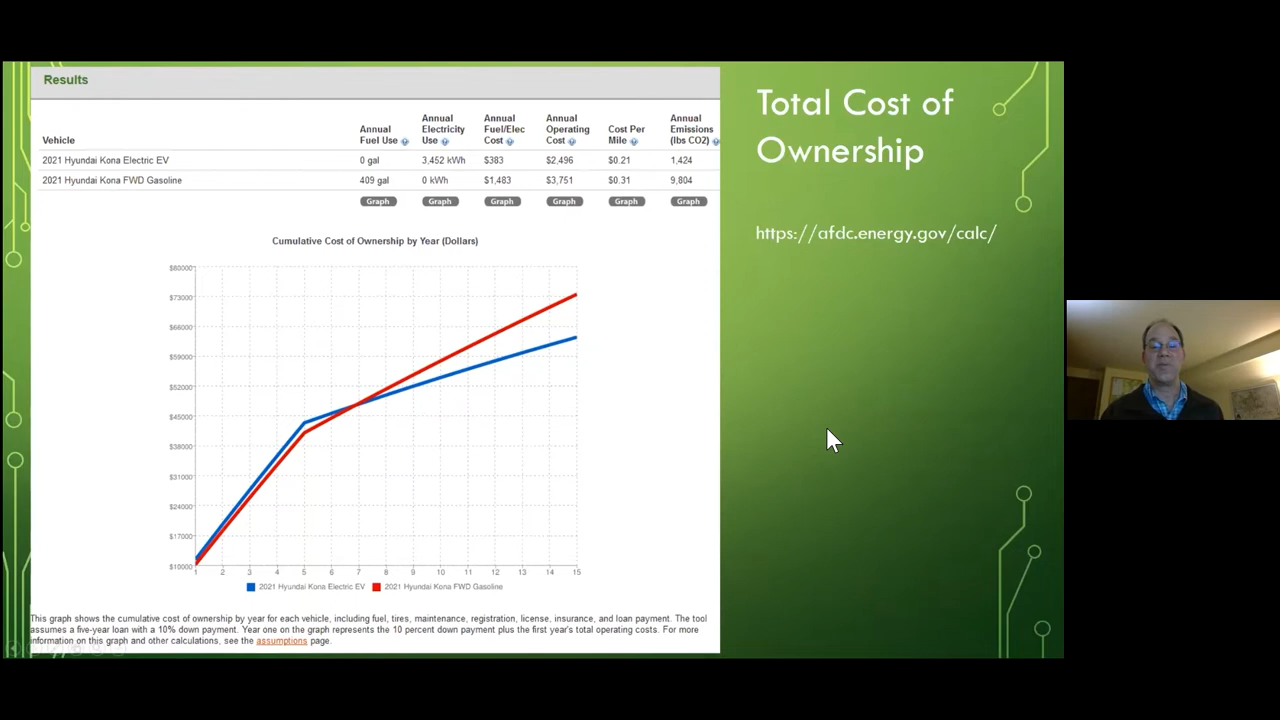 Results
Vehicle
Annual Fuel Use
Annual Electricity Use
Annual Fuel/Elec Cost
Annual Operating Cost
Cost Per Mile
Annual Emissions (lbs CO2)
2021 Hyundai Kona Electric EV 0 gal 3,452 kWh $383 $2,496 $0.21 1,424
2021 Hyundai Kona FWD Gasoline 409 gal 0 kWh $1,483 $3,751 $0.31 9,804
Graph Graph Graph Graph Graph Graph
Cumulative Cost of Ownership by Year (Dollars)
$80000
$73000
$66000
$59000
$52000
$45000
$38000
$31000
$24000
$17000
$10000
1 2 3 4 5 6 7 8 9 10 11 12 13 14 15
2021 Hyundai Kona Electric EV 2021 Hyundai Kona FWD Gasoline
This graph shows the cumulative cost of ownership by year for each vehicle, including fuel, tires, maintenance, registration, license, insurance, and loan payment. The tool
assumes a five-year loan with a 10% down payment. Year one on the graph represents the 10 percent down payment plus the first year's total operating costs. For more
information on this graph and other calculations, see the assumptions page.
Total Cost of
Ownership
https://afdc.energy.gov/calc/